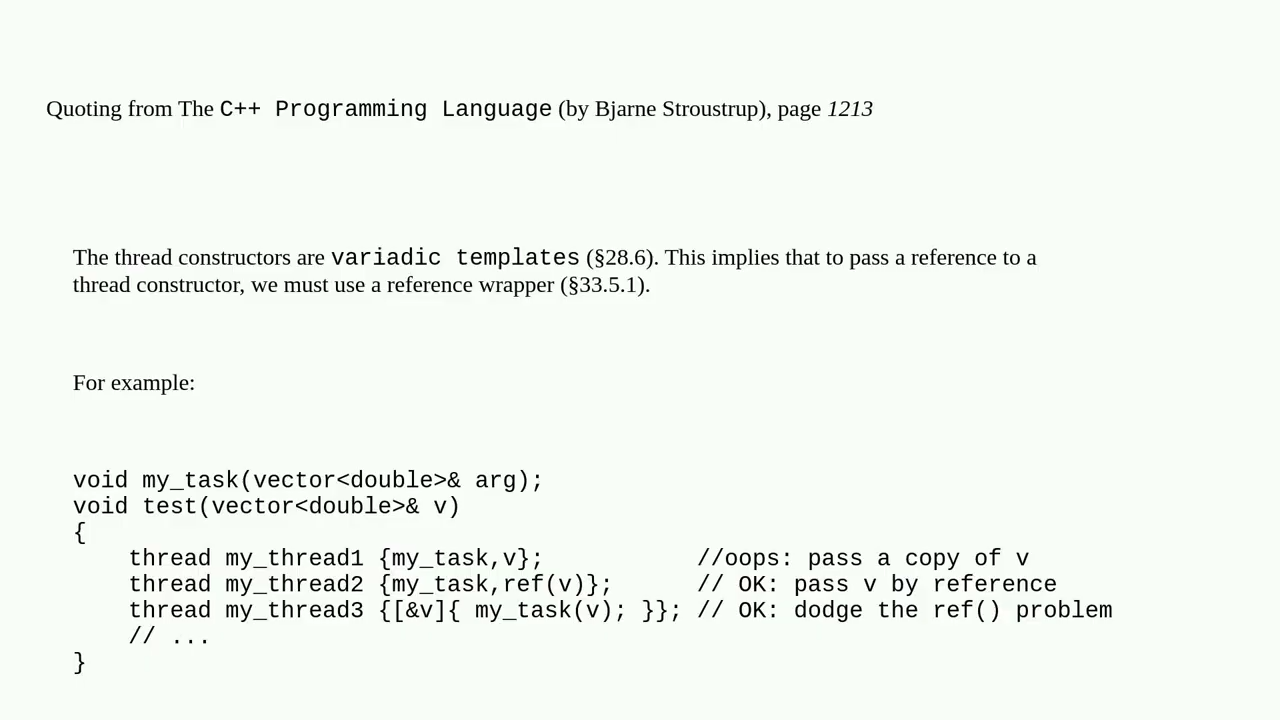 Quoting from The C++ Programming Language (by Bjarne Stroustrup), page 1213
The thread constructors are variadic templates (§28.6). This implies that to pass a reference to a
thread constructor, we must use a reference wrapper (§33.5.1).
For example:
void my_task(vector<double>& arg);
void test(vector<double>& v)
{
    thread my_thread1 {my_task,v};           //oops: pass a copy of v
    thread my_thread2 {my_task,ref(v)};      // OK: pass v by reference
    thread my_thread3 {[&v]{ my_task(v); }}; // OK: dodge the ref() problem
    // ...
}